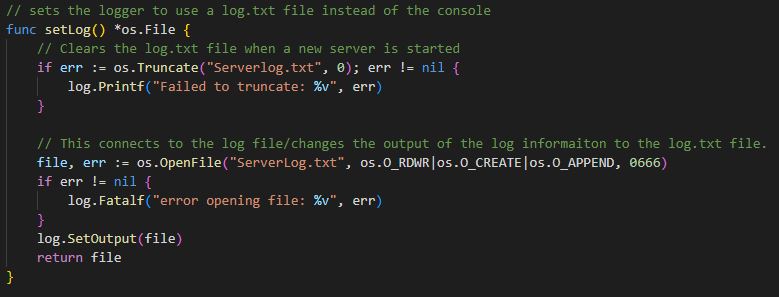 // sets the logger to use a log.txt file instead of the console
func setLog() *os.File {
    // Clears the log.txt file when a new server is started
    if err := os.Truncate("Serverlog.txt", 0); err != nil {
        log.Printf("Failed to truncate: %v", err)
    }

    // This connects to the log file/changes the output of the log informaiton to the log.txt file.
    file, err := os.OpenFile("ServerLog.txt", os.O_RDWR|os.O_CREATE|os.O_APPEND, 0666)
    if err != nil {
        log.Fatalf("error opening file: %v", err)
    }
    log.SetOutput(file)
    return file
}